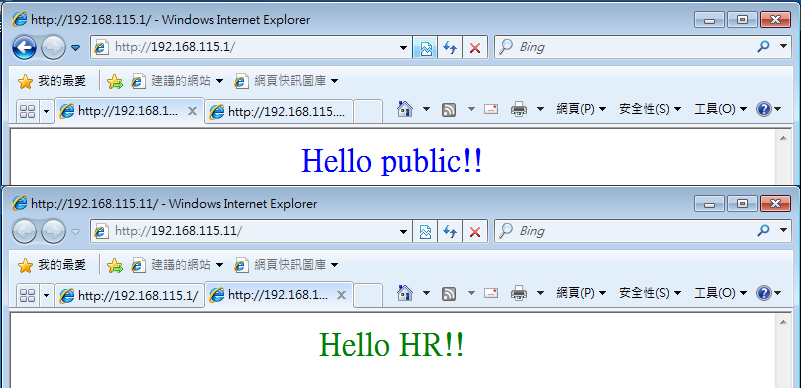 http://192.168.115.1/ - Windows Internet Explorer
http://192.168.115.1/ Bing
我的最愛 建議的網站 網頁快訊圖庫
http://192.168.1... http://192.168.115.... 網頁(P) 安全性(S) 工具(O)
Hello public!!
http://192.168.115.11/ - Windows Internet Explorer
http://192.168.115.11/ Bing
我的最愛 建議的網站 網頁快訊圖庫
http://192.168.115.1/ http://192.168.1... 網頁(P) 安全性(S) 工具(O)
Hello HR!!